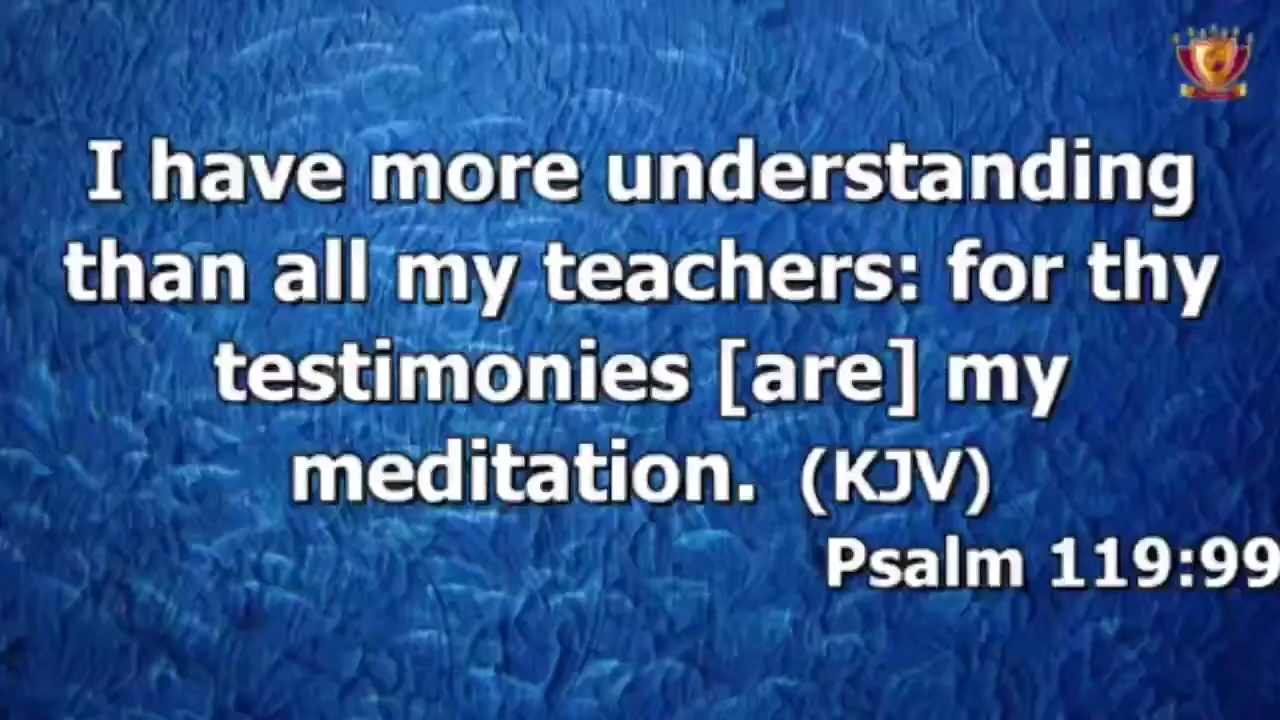 I have more understanding
than all my teachers: for thy
testimonies [are] my
meditation. (KJV)
Psalm 119:99